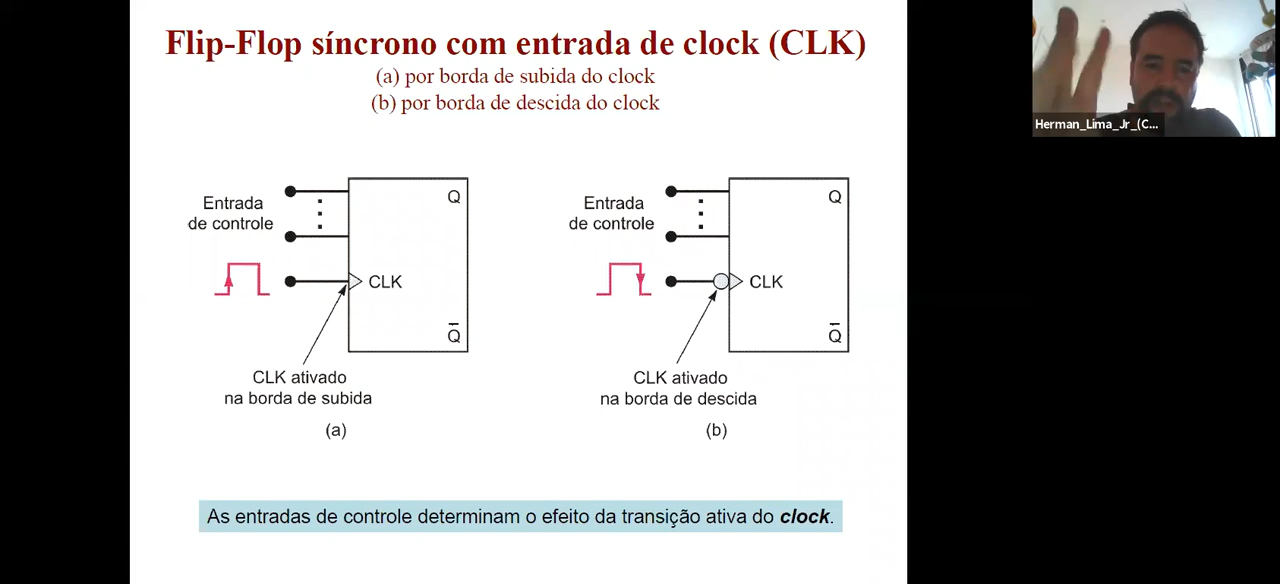 Flip-Flop síncrono com entrada de clock (CLK)
(a) por borda de subida do clock
(b) por borda de descida do clock
Herman_Lima_Jr_(C...
Entrada
de controle
Q
CLK
Q̅
CLK ativado
na borda de subida
(a)
Entrada
de controle
Q
CLK
Q̅
CLK ativado
na borda de descida
(b)
As entradas de controle determinam o efeito da transição ativa do clock.